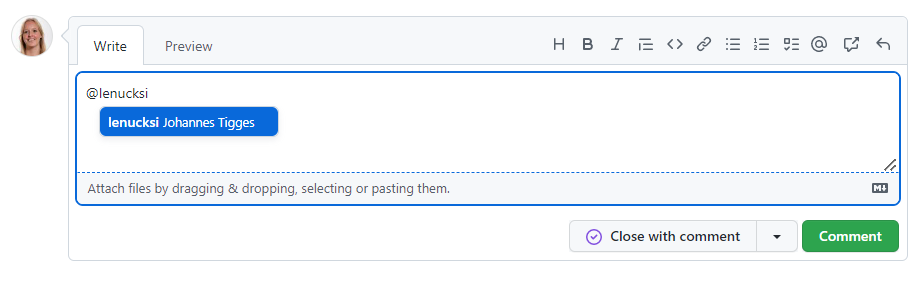 Write Preview
@lenucksi
lenucksi Johannes Tigges
Attach files by dragging & dropping, selecting or pasting them.
Close with comment Comment